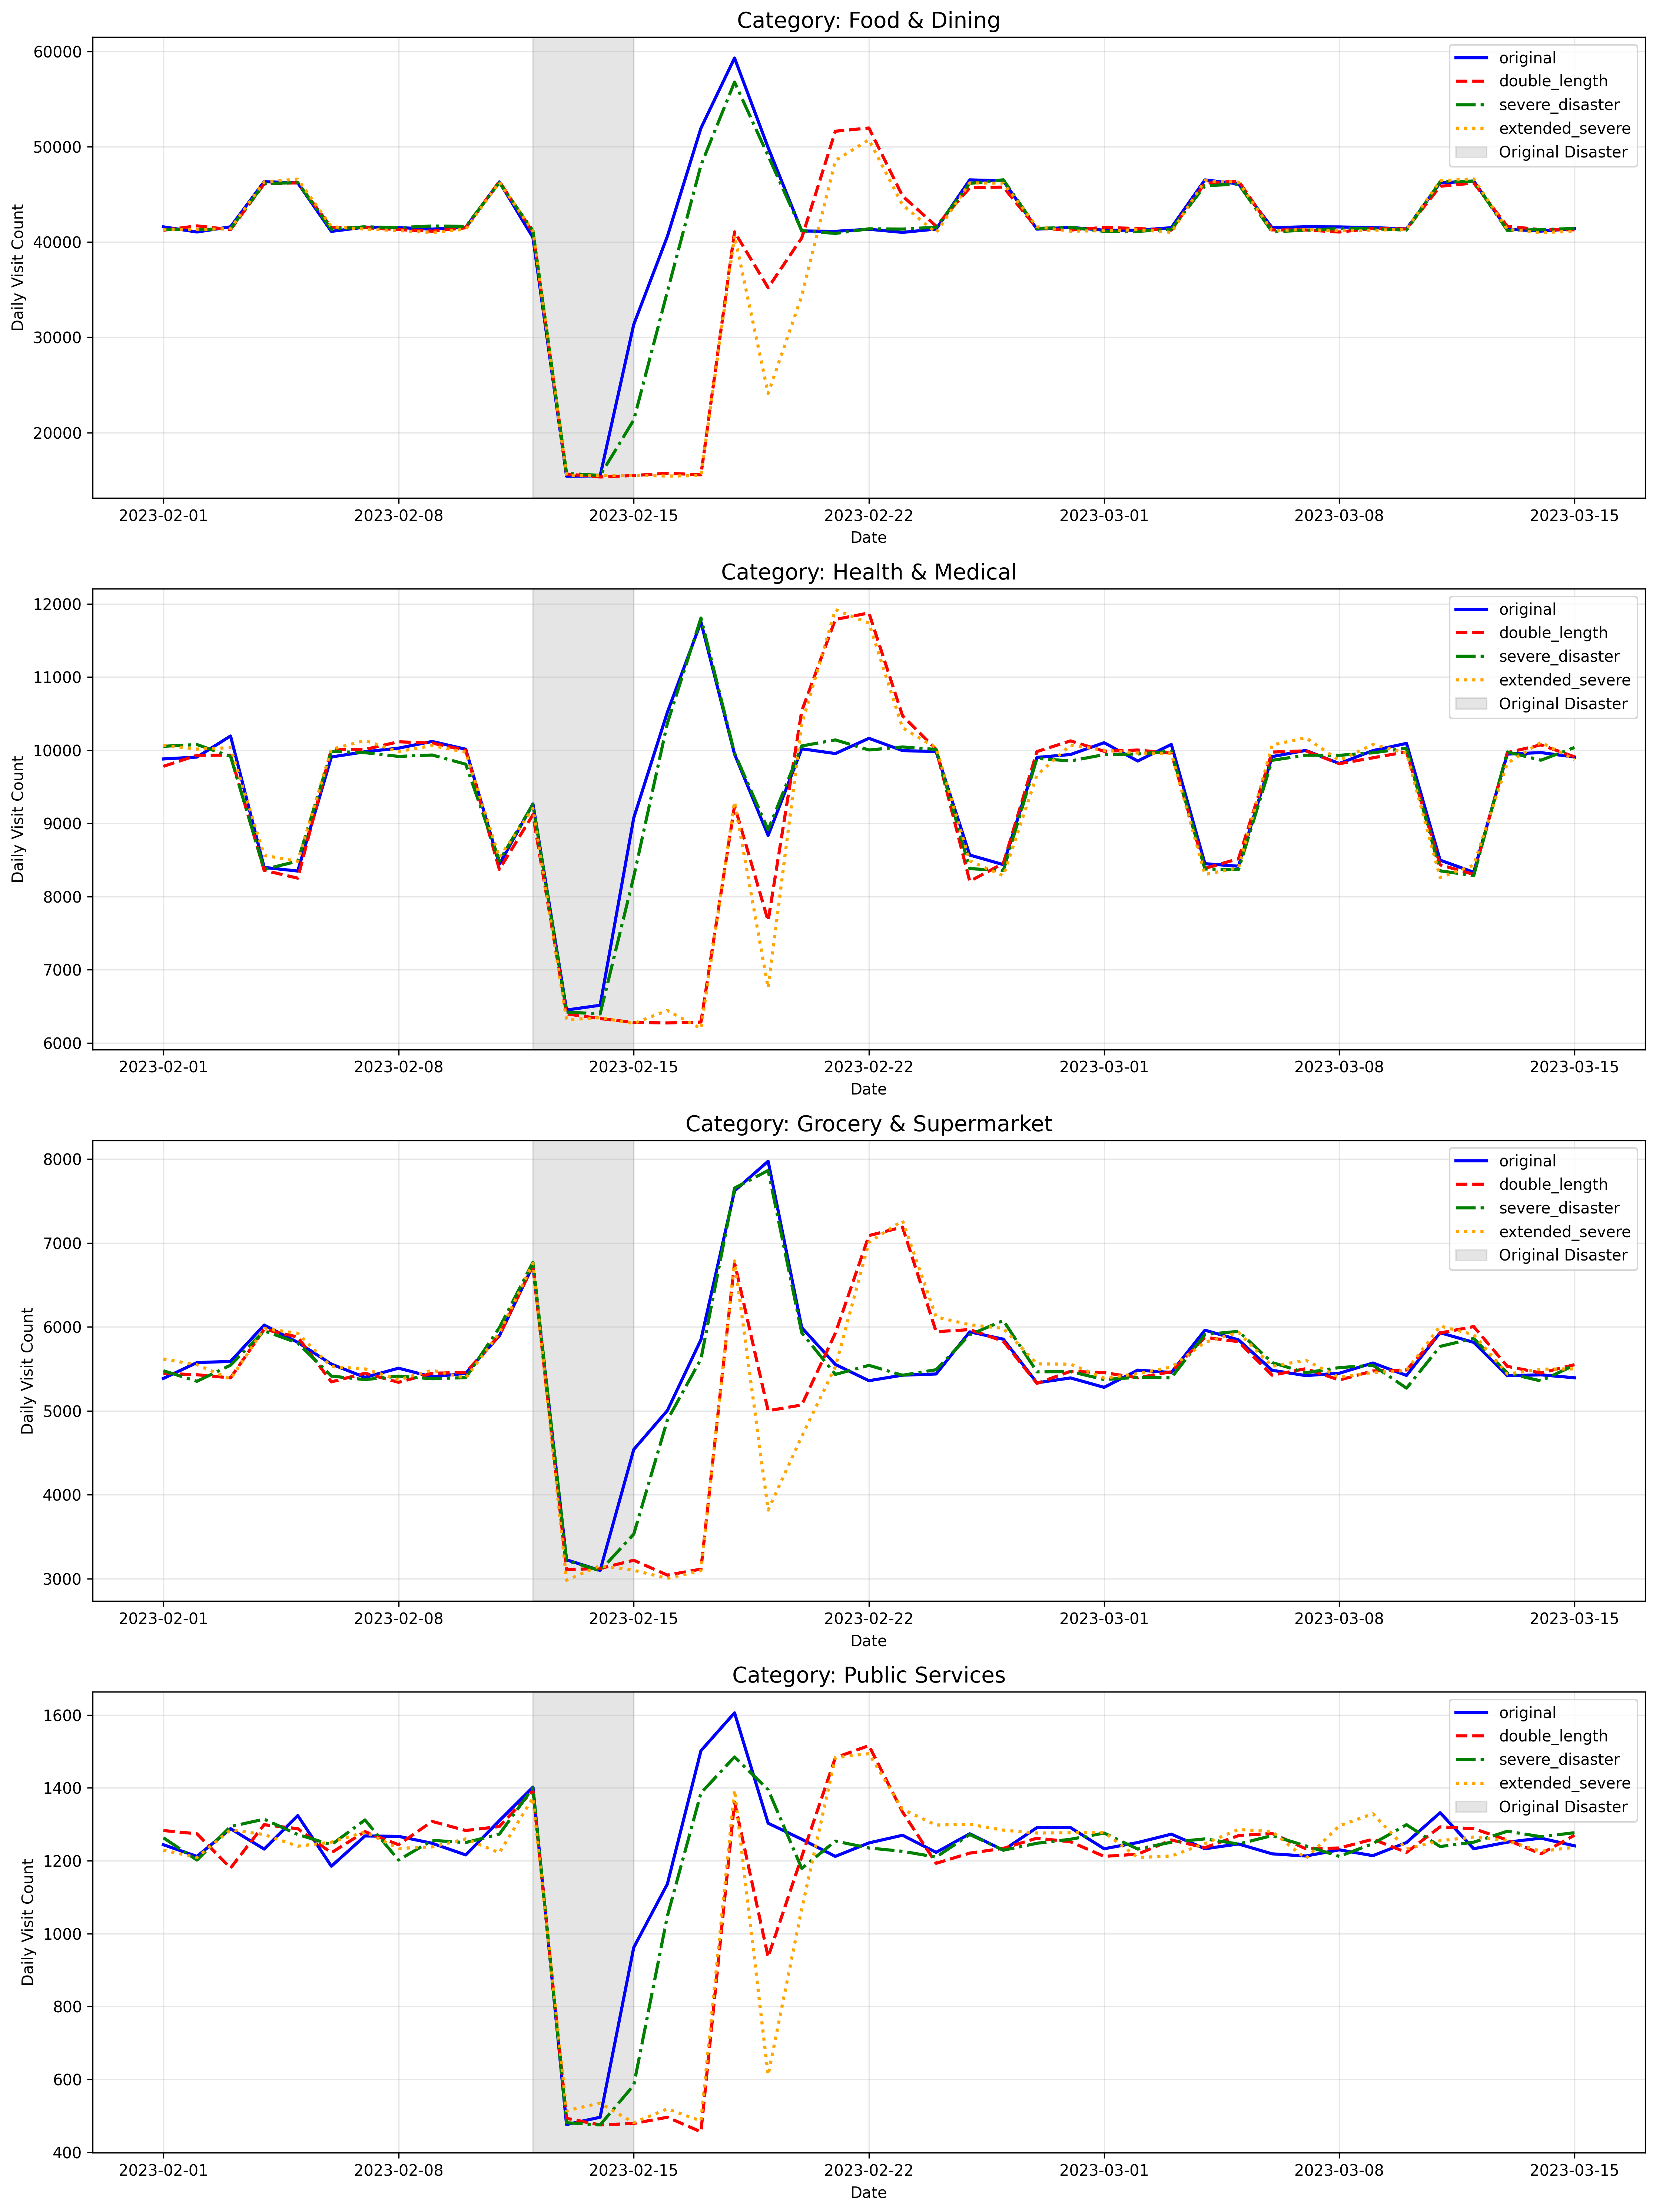 Category: Food & Dining
60000
50000
40000
30000
20000
Daily Visit Count
original
double_length
severe_disaster
extended_severe
Original Disaster
2023-02-01 2023-02-08 2023-02-15 2023-02-22 2023-03-01 2023-03-08 2023-03-15
Date
Category: Health & Medical
12000
11000
10000
9000
8000
7000
6000
Daily Visit Count
original
double_length
severe_disaster
extended_severe
Original Disaster
2023-02-01 2023-02-08 2023-02-15 2023-02-22 2023-03-01 2023-03-08 2023-03-15
Date
Category: Grocery & Supermarket
8000
7000
6000
5000
4000
3000
Daily Visit Count
original
double_length
severe_disaster
extended_severe
Original Disaster
2023-02-01 2023-02-08 2023-02-15 2023-02-22 2023-03-01 2023-03-08 2023-03-15
Date
Category: Public Services
1600
1400
1200
1000
800
600
400
Daily Visit Count
original
double_length
severe_disaster
extended_severe
Original Disaster
2023-02-01 2023-02-08 2023-02-15 2023-02-22 2023-03-01 2023-03-08 2023-03-15
Date